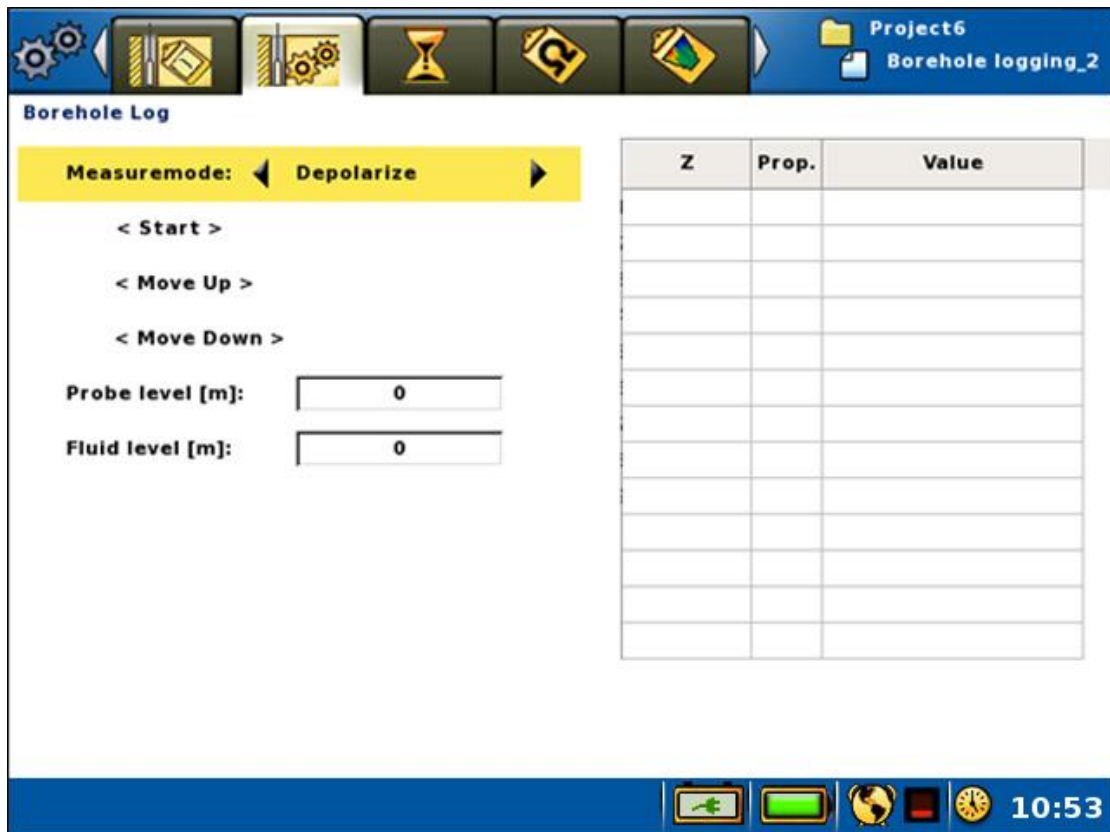 Project6
Borehole logging_2
Borehole Log
Measuremode: Depolarize
< Start >
< Move Up >
< Move Down >
Probe level [m]: 0
Fluid level [m]: 0
Z Prop. Value
10:53